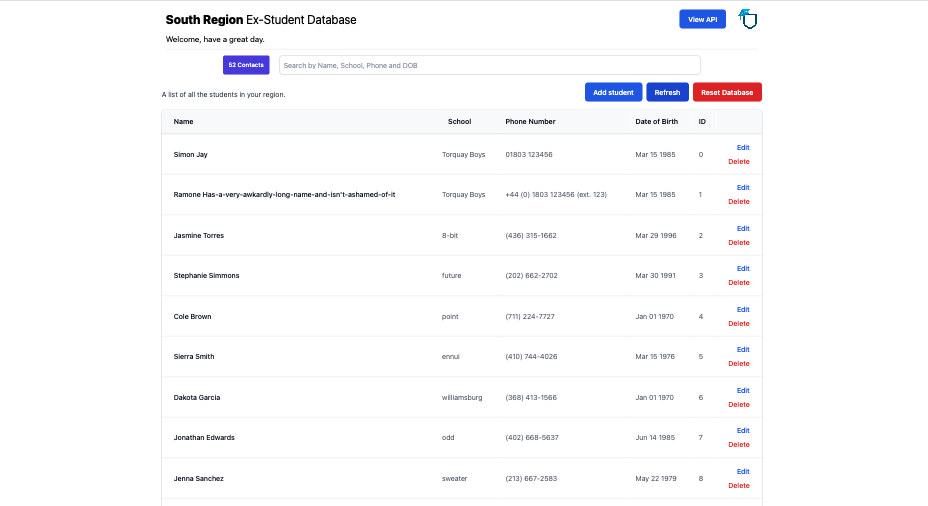 South Region Ex-Student Database
View API
Welcome, have a great day.
52 Contacts
Search by Name, School, Phone and DOB
A list of all the students in your region.
Add student
Refresh
Reset Database
Name School Phone Number Date of Birth ID
Simon Jay Torquay Boys 01803 123456 Mar 15 1985 0 Edit
Delete
Ramone Has-a-very-awkardly-long-name-and-isn't-ashamed-of-it Torquay Boys +44 (0) 1803 123456 (ext. 123) Mar 15 1985 1 Edit
Delete
Jasmine Torres 8-bit (436) 315-1662 Mar 29 1996 2 Edit
Delete
Stephanie Simmons future (202) 662-2702 Mar 30 1991 3 Edit
Delete
Cole Brown point (711) 224-7727 Jan 01 1970 4 Edit
Delete
Sierra Smith ennui (410) 744-4026 Mar 15 1976 5 Edit
Delete
Dakota Garcia williamsburg (368) 413-1566 Jan 01 1970 6 Edit
Delete
Jonathan Edwards odd (402) 668-5637 Jun 14 1985 7 Edit
Delete
Jenna Sanchez sweater (213) 667-2583 May 22 1979 8 Edit
Delete